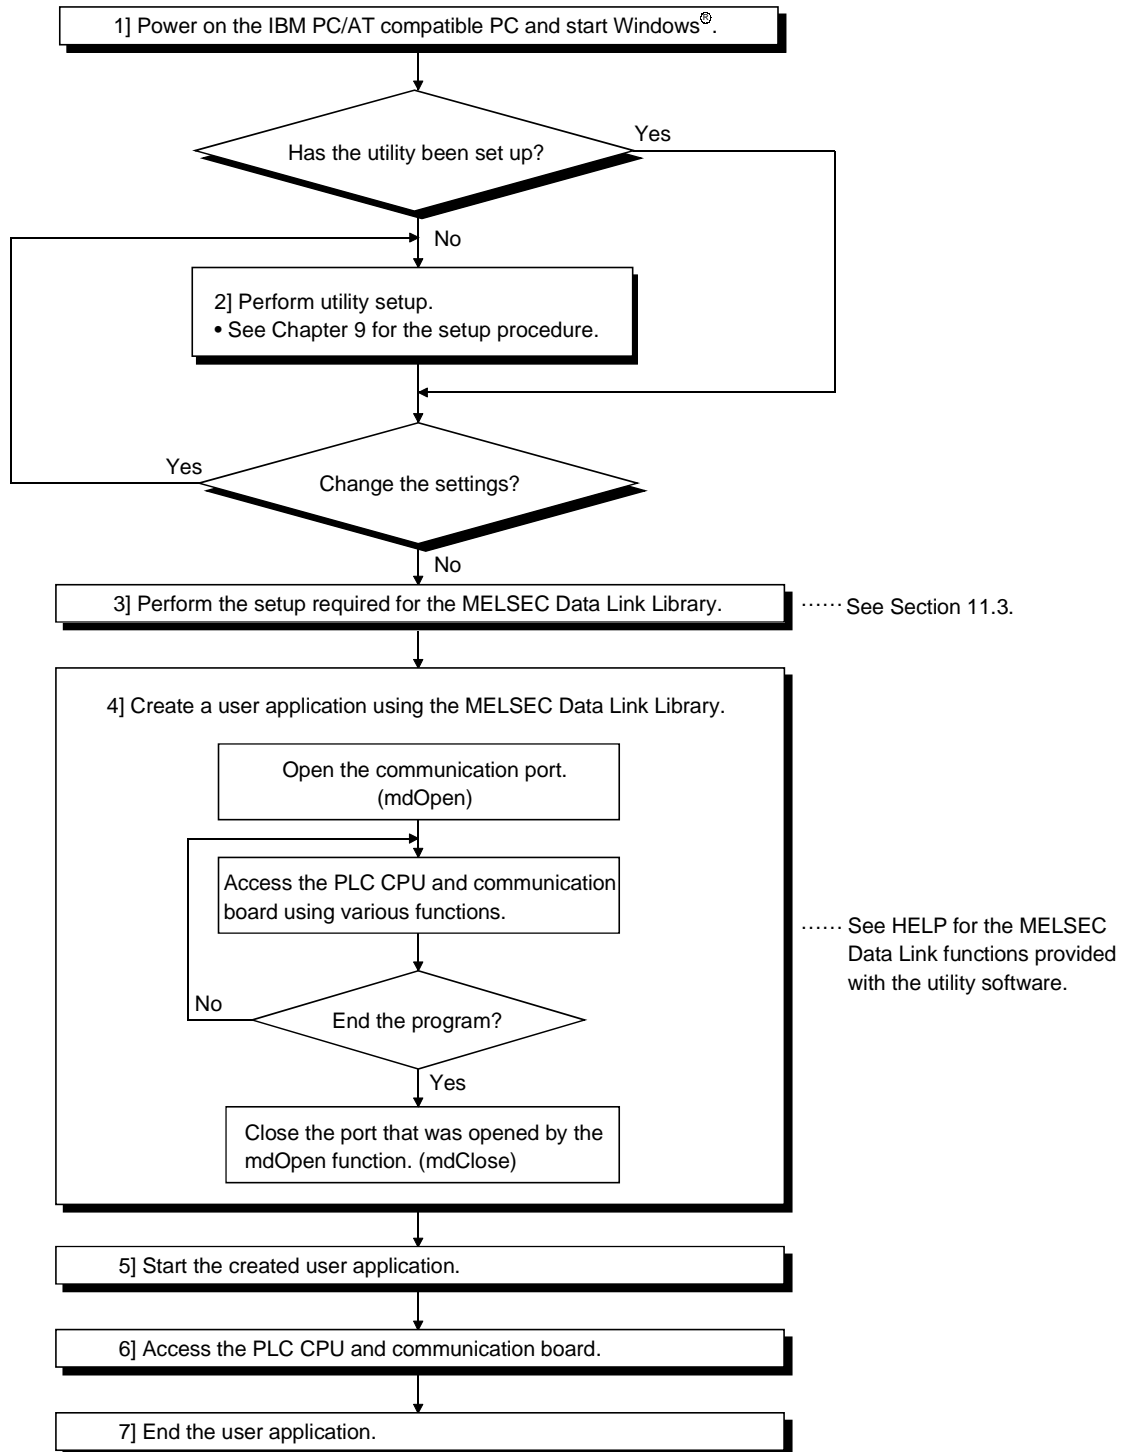 1] Power on the IBM PC/AT compatible PC and start Windows®.
Has the utility been set up?
Yes
No
2] Perform utility setup.
• See Chapter 9 for the setup procedure.
Yes
Change the settings?
No
3] Perform the setup required for the MELSEC Data Link Library.
······ See Section 11.3.
4] Create a user application using the MELSEC Data Link Library.
Open the communication port.
(mdOpen)
Access the PLC CPU and communication
board using various functions.
······ See HELP for the MELSEC
Data Link functions provided
with the utility software.
No
End the program?
Yes
Close the port that was opened by the
mdOpen function. (mdClose)
5] Start the created user application.
6] Access the PLC CPU and communication board.
7] End the user application.